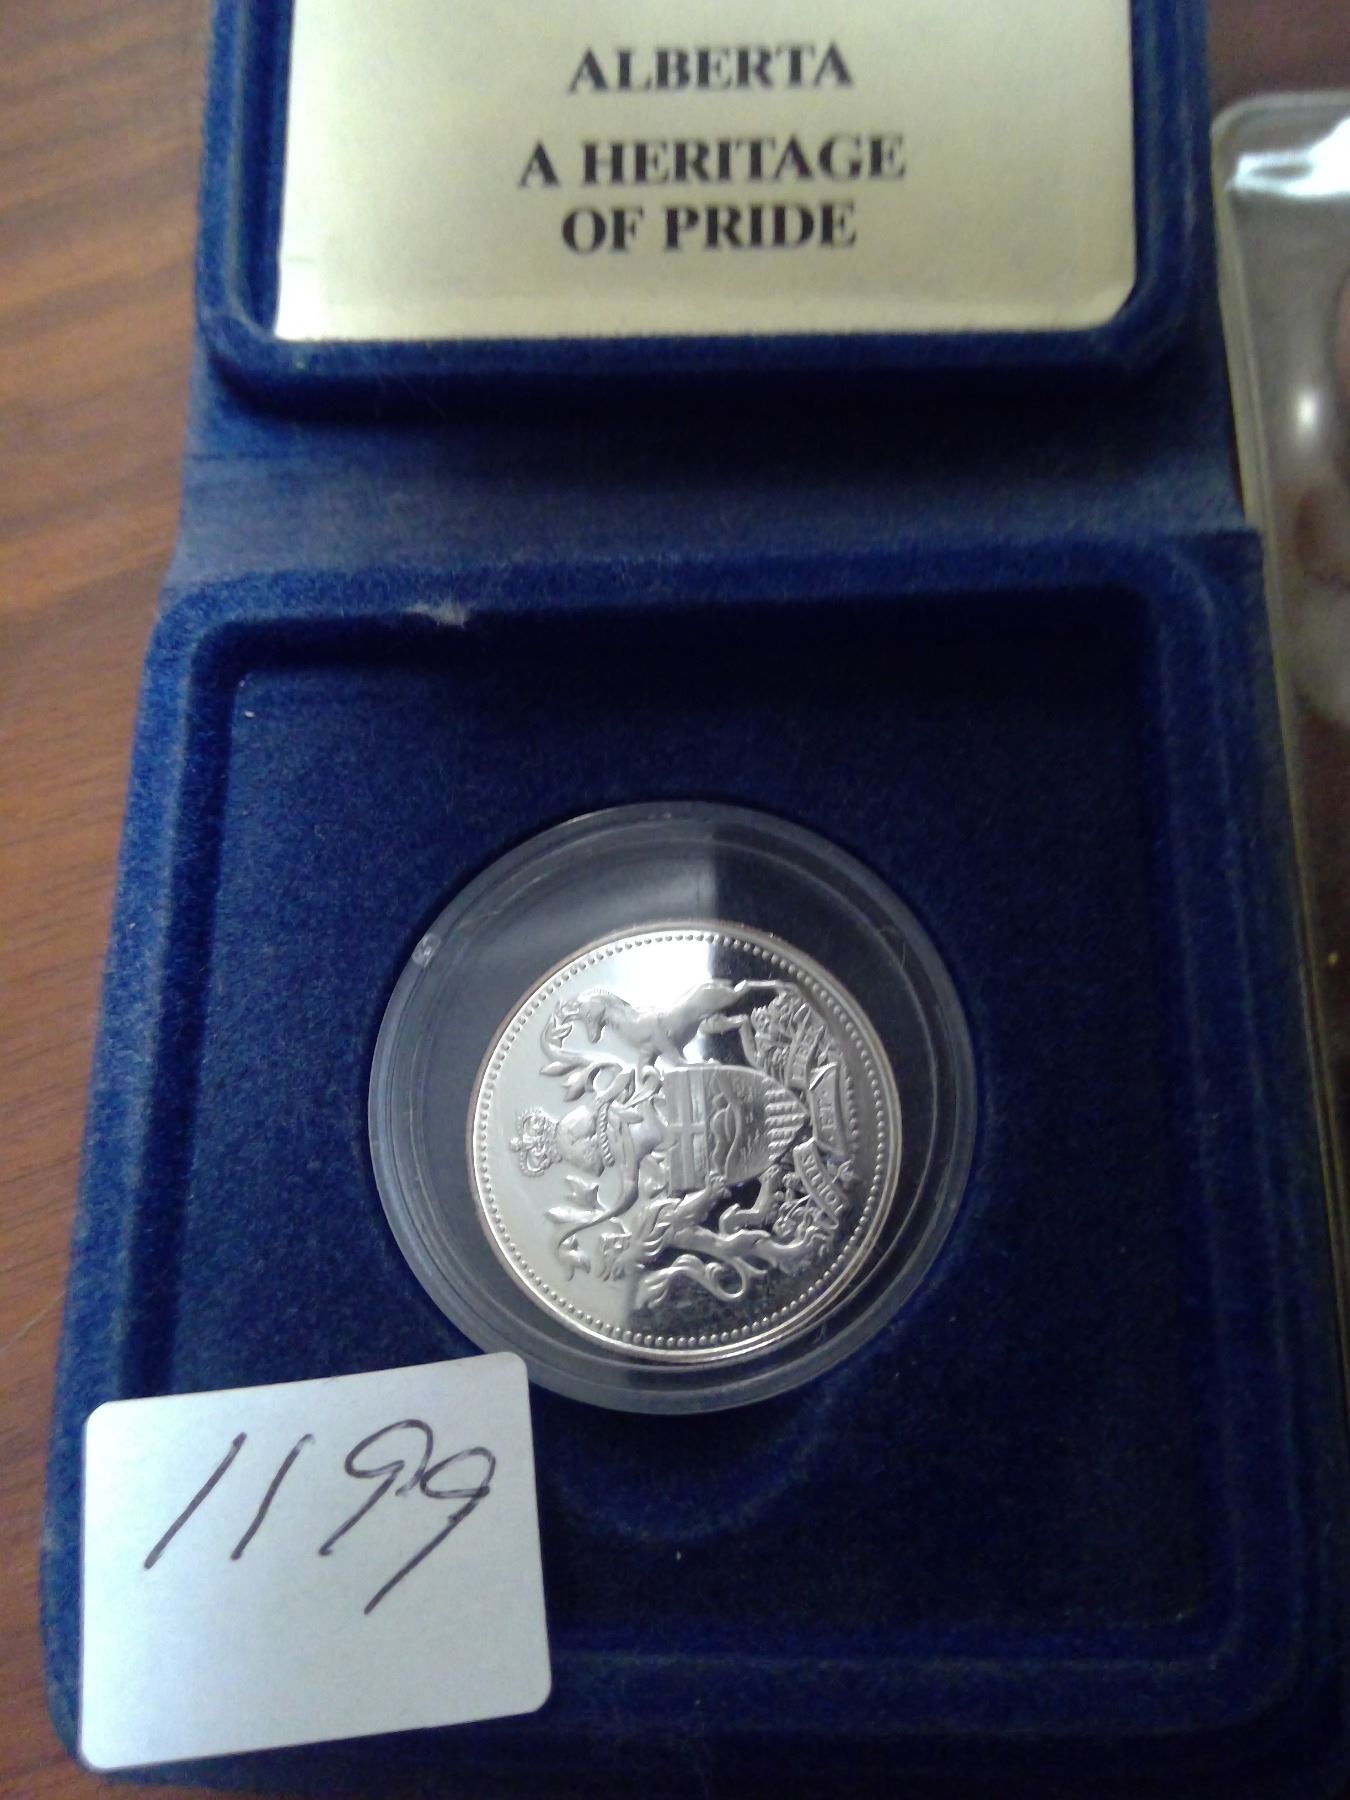 ALBERTA
A HERITAGE
OF PRIDE
1199